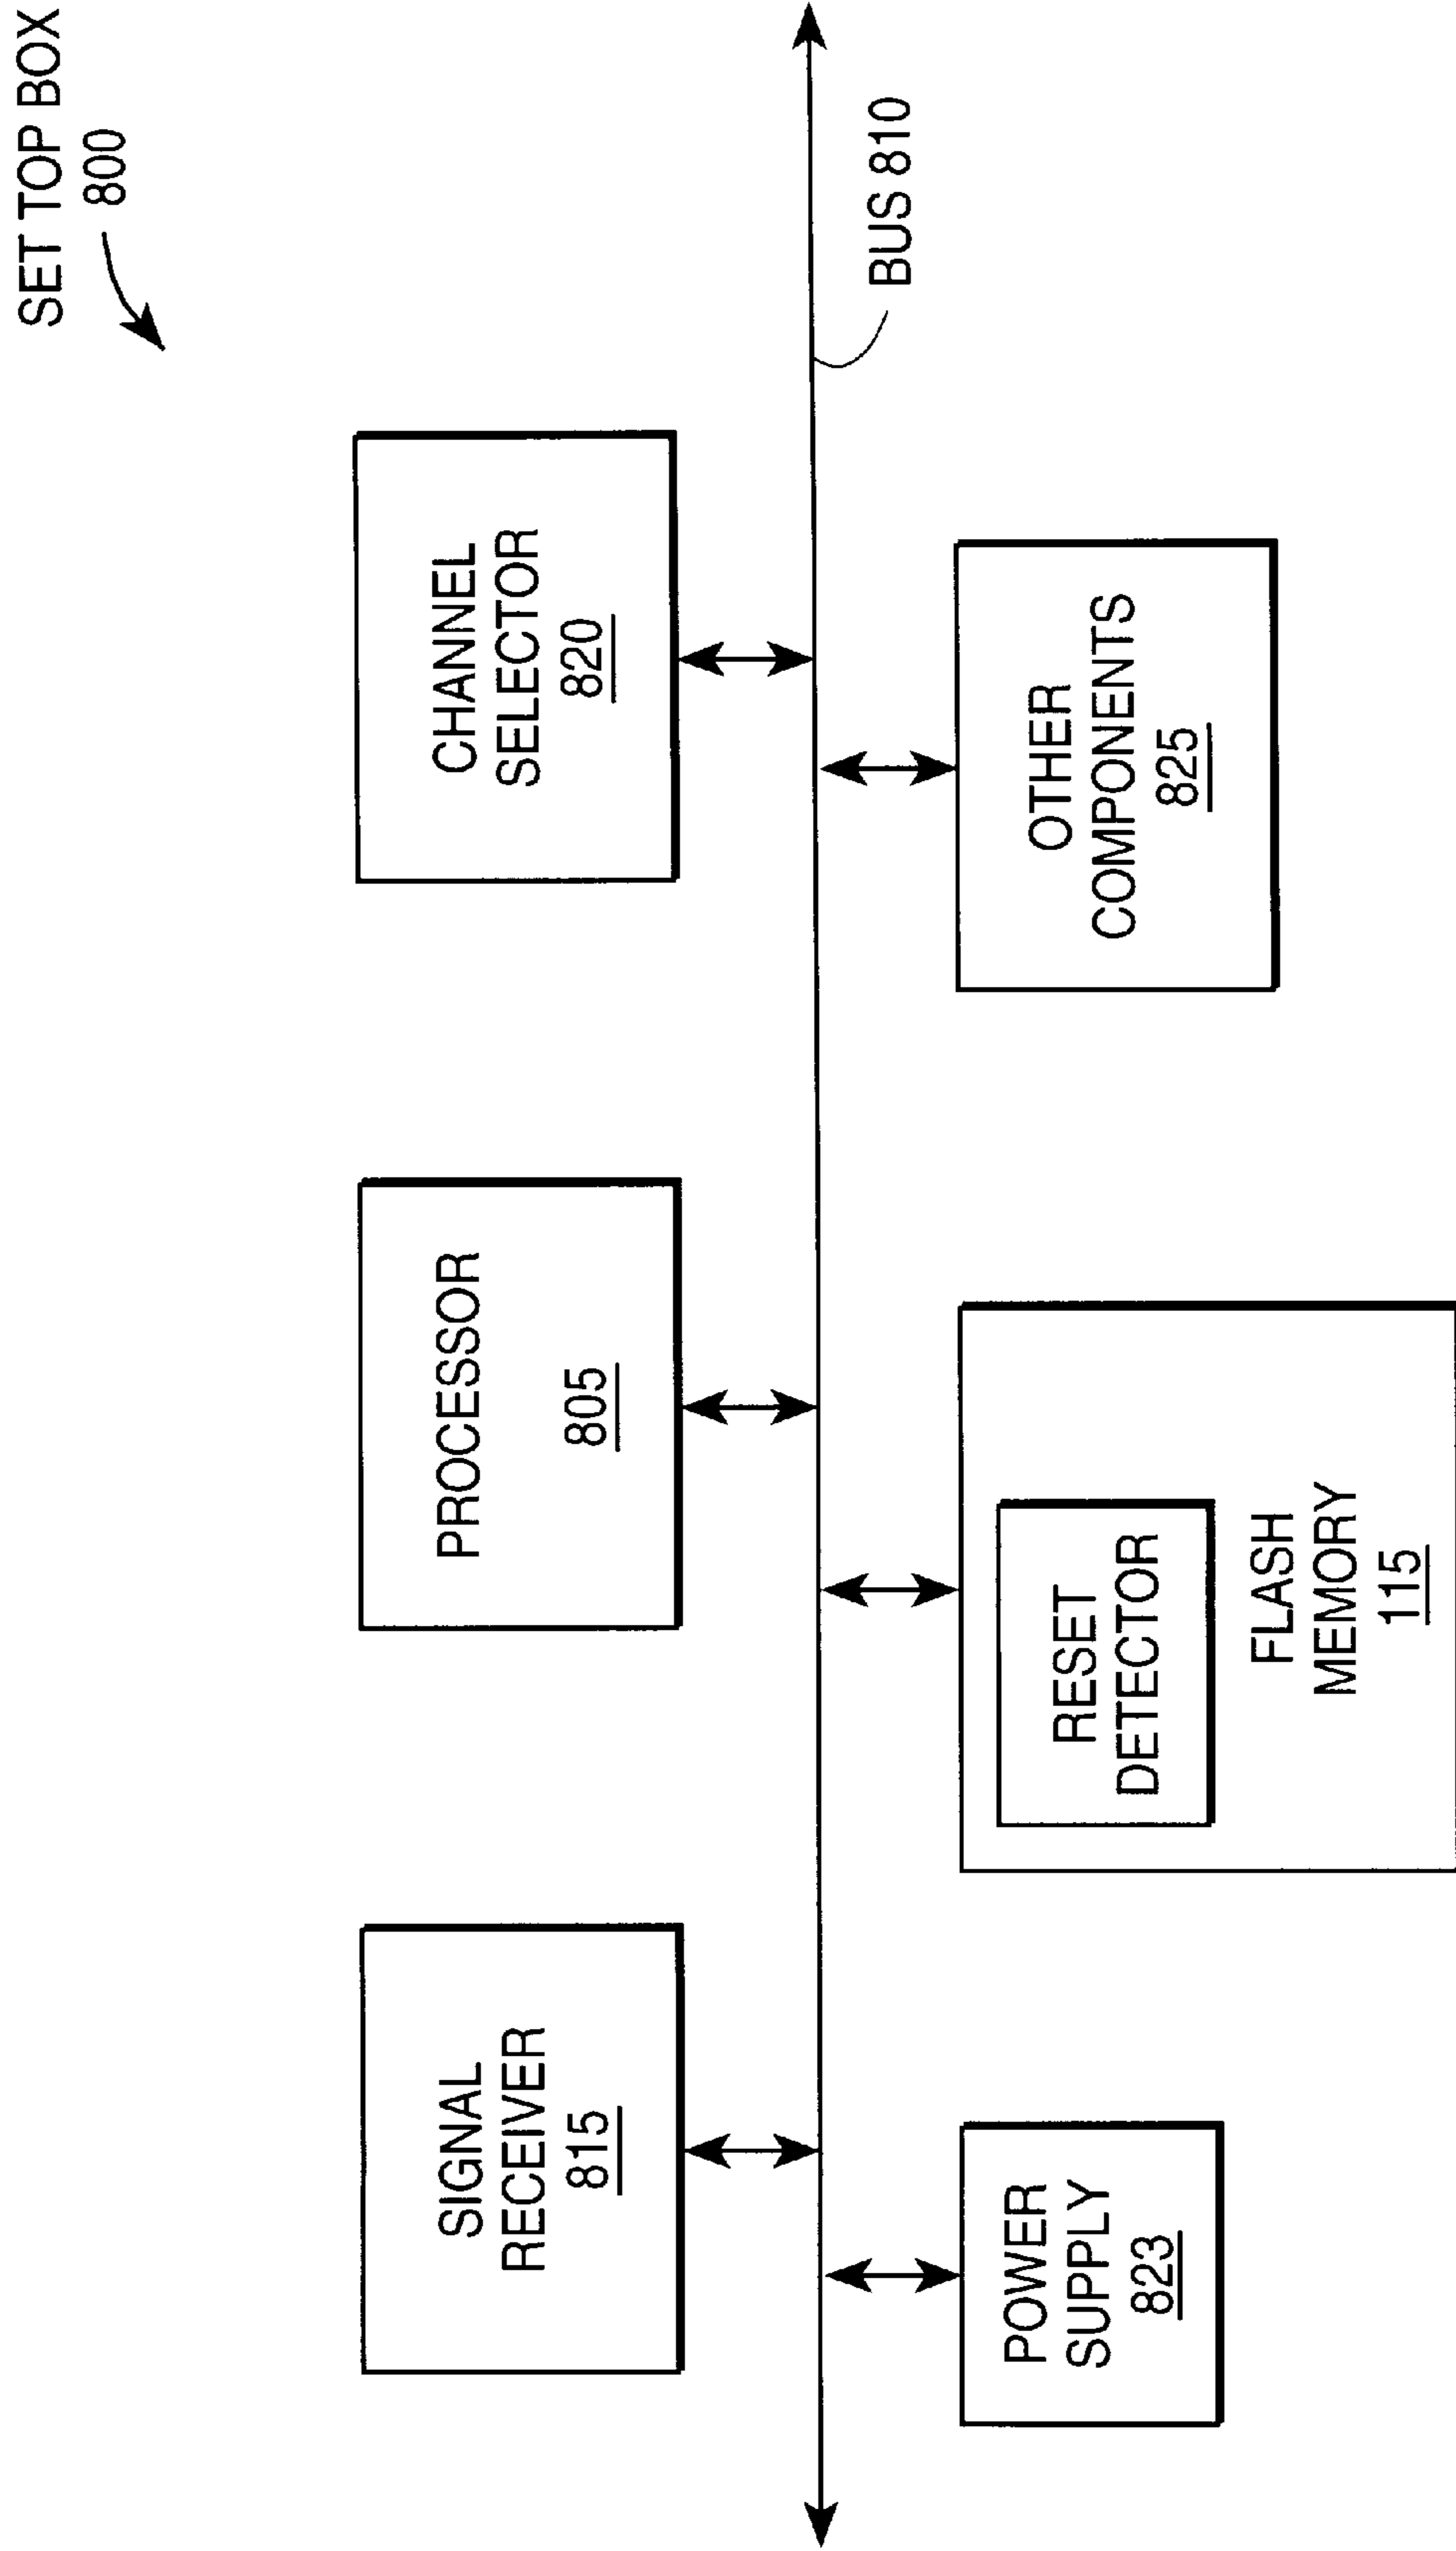 SET TOP BOX
800
SIGNAL
RECEIVER
815
PROCESSOR
805
CHANNEL
SELECTOR
820
BUS 810
POWER
SUPPLY
823
RESET
DETECTOR
FLASH
MEMORY
115
OTHER
COMPONENTS
825